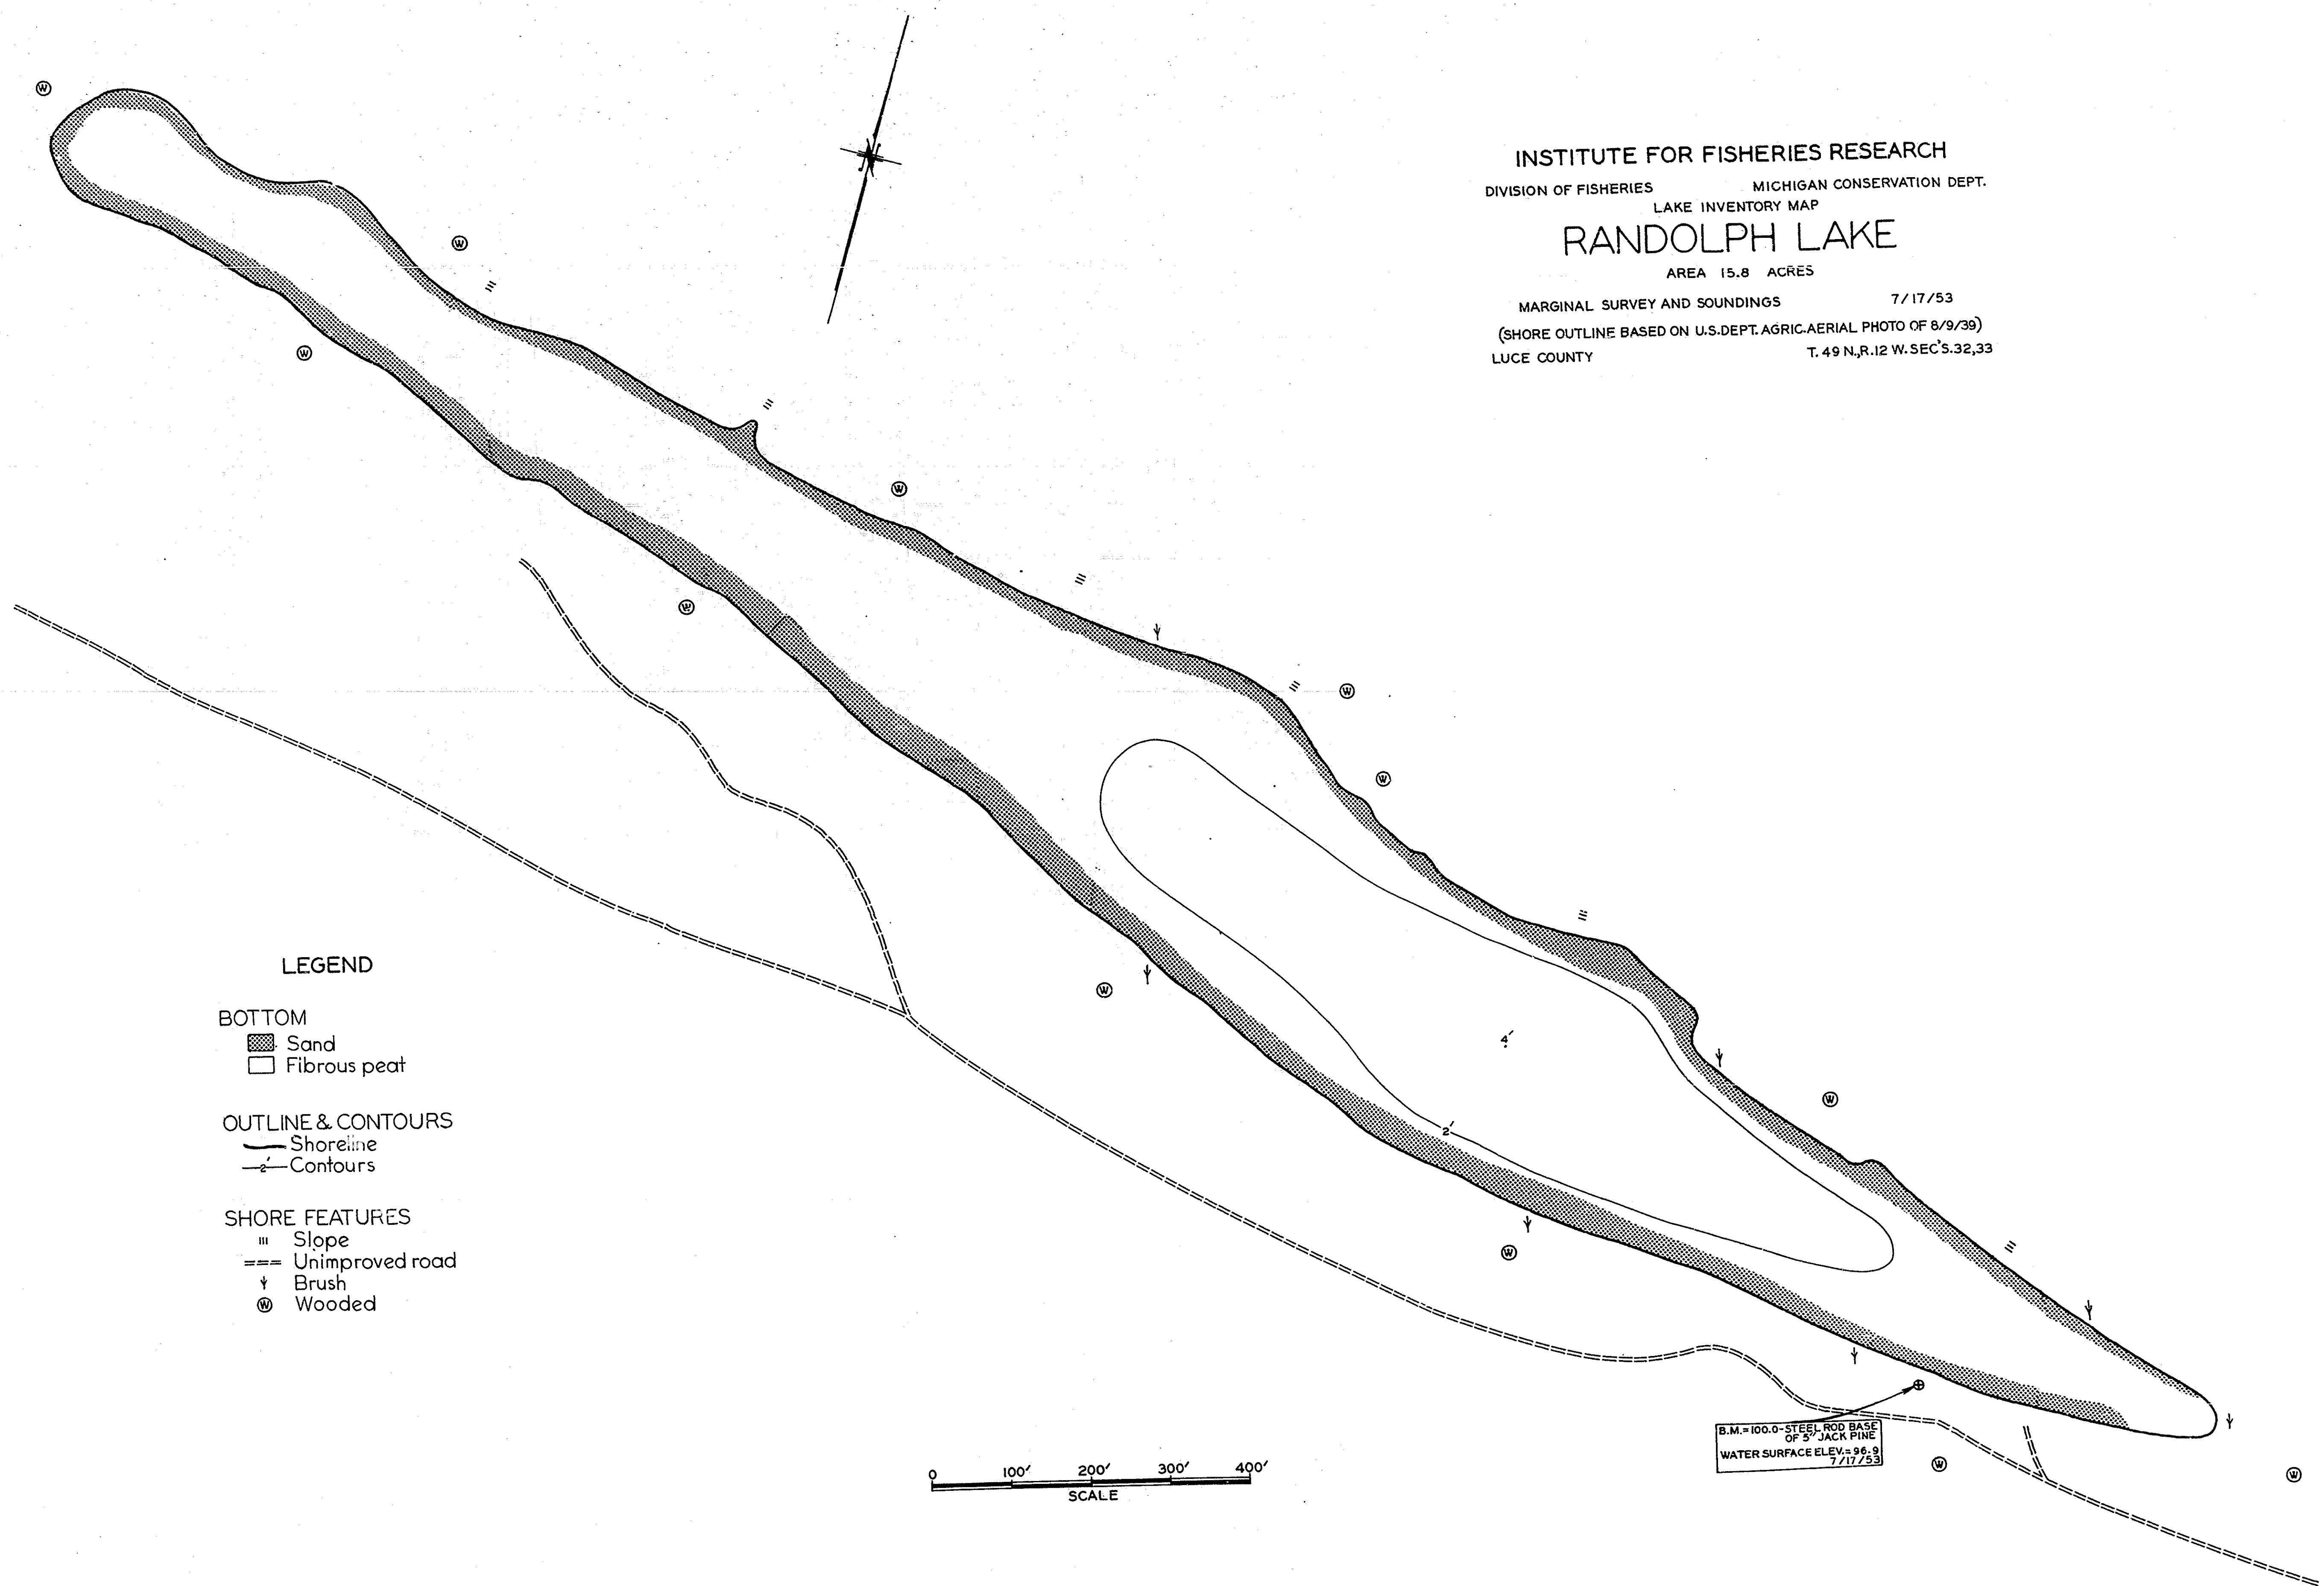 INSTITUTE FOR FISHERIES RESEARCH
DIVISION OF FISHERIES MICHIGAN CONSERVATION DEPT.
LAKE INVENTORY MAP
RANDOLPH LAKE
AREA 15.8 ACRES
MARGINAL SURVEY AND SOUNDINGS 7/17/53
(SHORE OUTLINE BASED ON U.S.DEPT. AGRIC. AERIAL PHOTO OF 8/9/39)
LUCE COUNTY T. 49 N.,R.12 W. SEC'S.32,33
N
W
W
W
W
W
W
W
W
W
W
W
W
4'
2'
LEGEND
BOTTOM
Sand
Fibrous peat
OUTLINE & CONTOURS
Shoreline
2' Contours
SHORE FEATURES
Slope
Unimproved road
Brush
W Wooded
B.M.=100.0-STEEL ROD BASE
OF 5" JACK PINE
WATER SURFACE ELEV.=96.9
7/17/53
0 100' 200' 300' 400'
SCALE